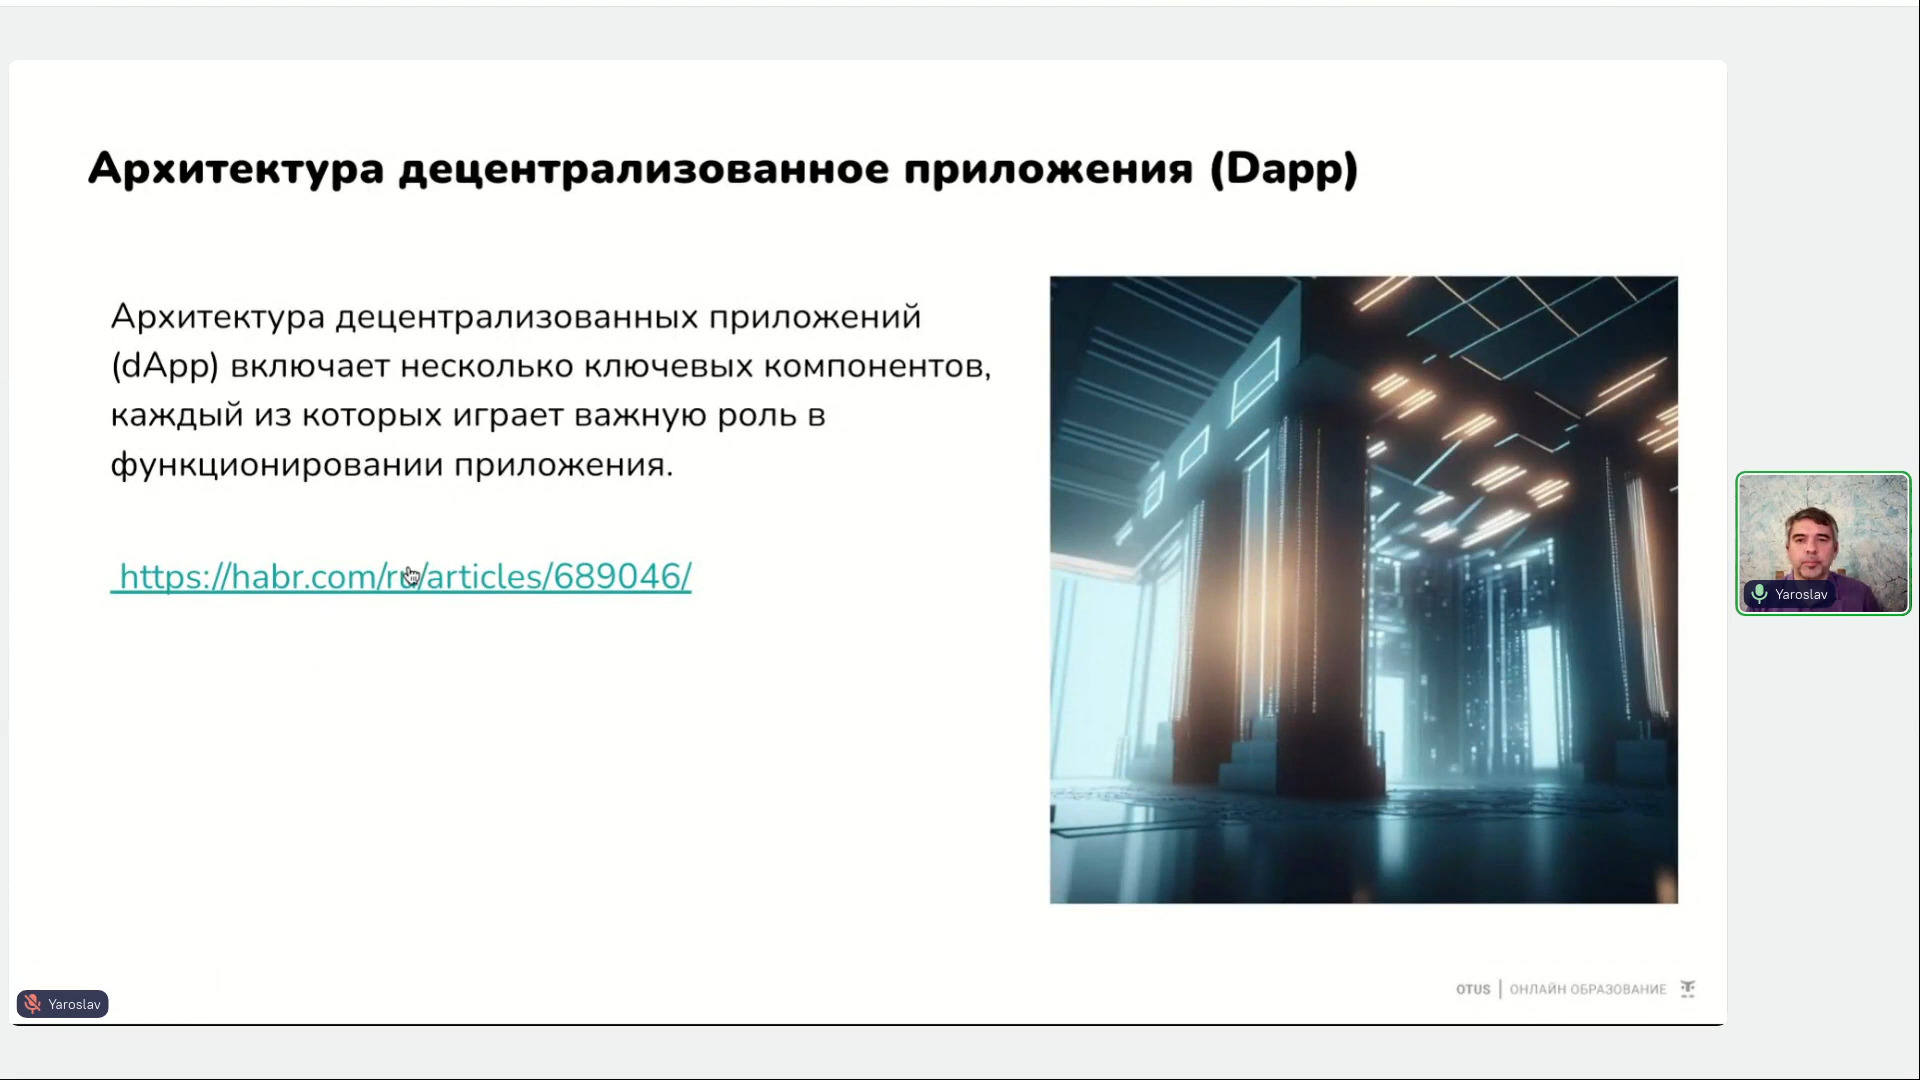 Архитектура децентрализованное приложения (Dapp)
Архитектура децентрализованных приложений
(dApp) включает несколько ключевых компонентов,
каждый из которых играет важную роль в
функционировании приложения.
https://habr.com/ru/articles/689046/
Yaroslav
Yaroslav
OTUS | ОНЛАЙН ОБРАЗОВАНИЕ